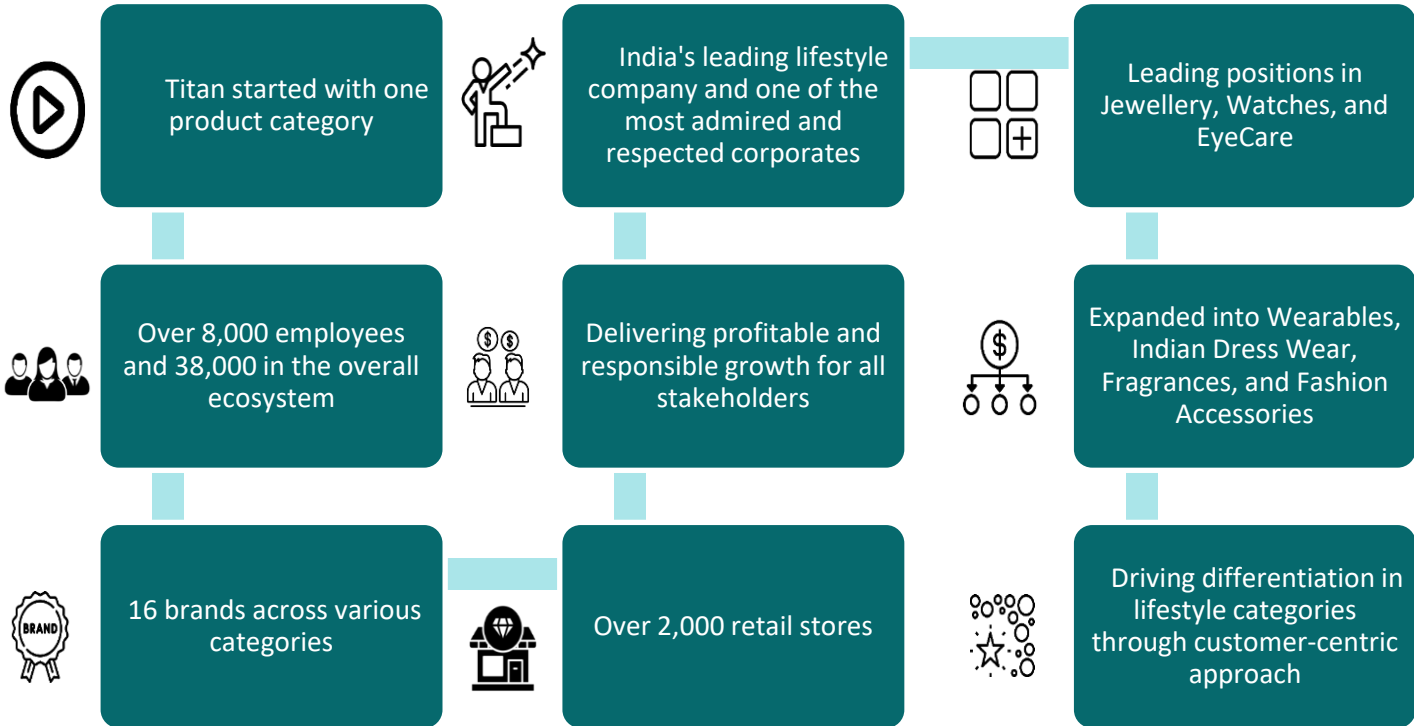 Titan started with one
product category
Over 8,000 employees
and 38,000 in the overall
ecosystem
BRAND
16 brands across various
categories
Over 2,000 retail stores
$ $
Delivering profitable and
responsible growth for all
stakeholders
India's leading lifestyle
company and one of the
most admired and
respected corporates
Leading positions in
Jewellery, Watches, and
EyeCare
$
Expanded into Wearables,
Indian Dress Wear,
Fragrances, and Fashion
Accessories
Driving differentiation in
lifestyle categories
through customer-centric
approach